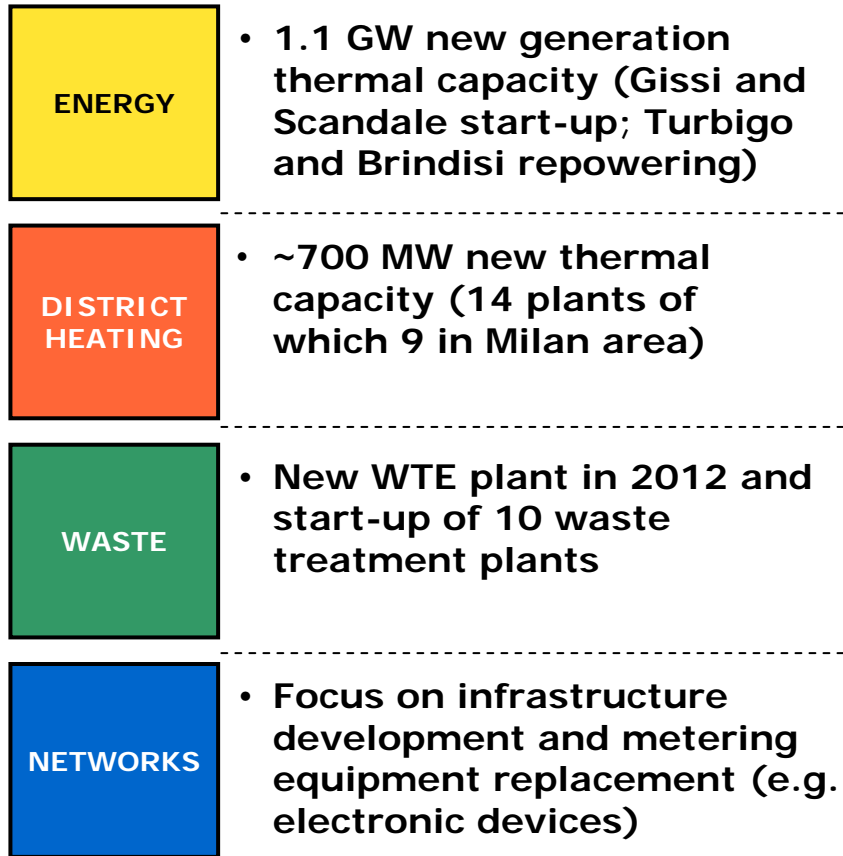 ENERGY
• 1.1 GW new generation
thermal capacity (Gissi and
Scandale start-up; Turbigo
and Brindisi repowering)
DISTRICT
HEATING
• ~700 MW new thermal
capacity (14 plants of
which 9 in Milan area)
WASTE
• New WTE plant in 2012 and
start-up of 10 waste
treatment plants
NETWORKS
• Focus on infrastructure
development and metering
equipment replacement (e.g.
electronic devices)